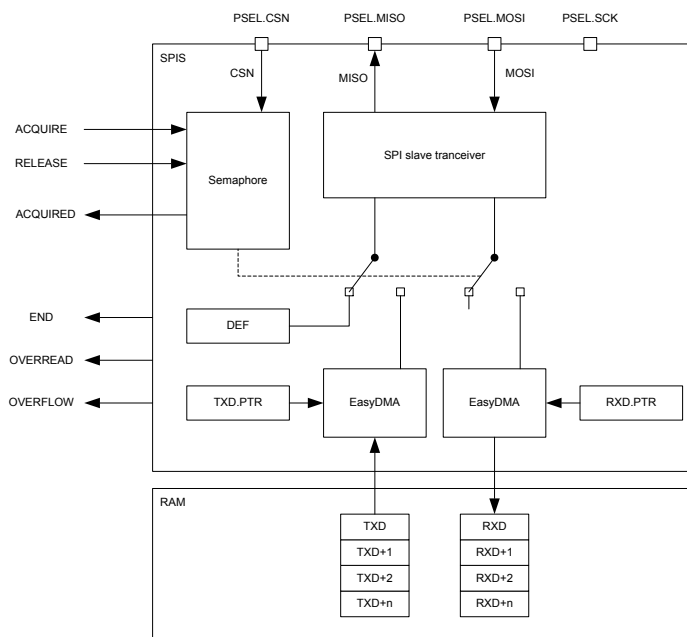 PSEL.CSN PSEL.MISO PSEL.MOSI PSEL.SCK
SPIS
CSN MISO MOSI
ACQUIRE
RELEASE
ACQUIRED
Semaphore
SPI slave tranceiver
END
OVERREAD
OVERFLOW
DEF
TXD.PTR
EasyDMA
EasyDMA
RXD.PTR
RAM
TXD
TXD+1
TXD+2
TXD+n
RXD
RXD+1
RXD+2
RXD+n